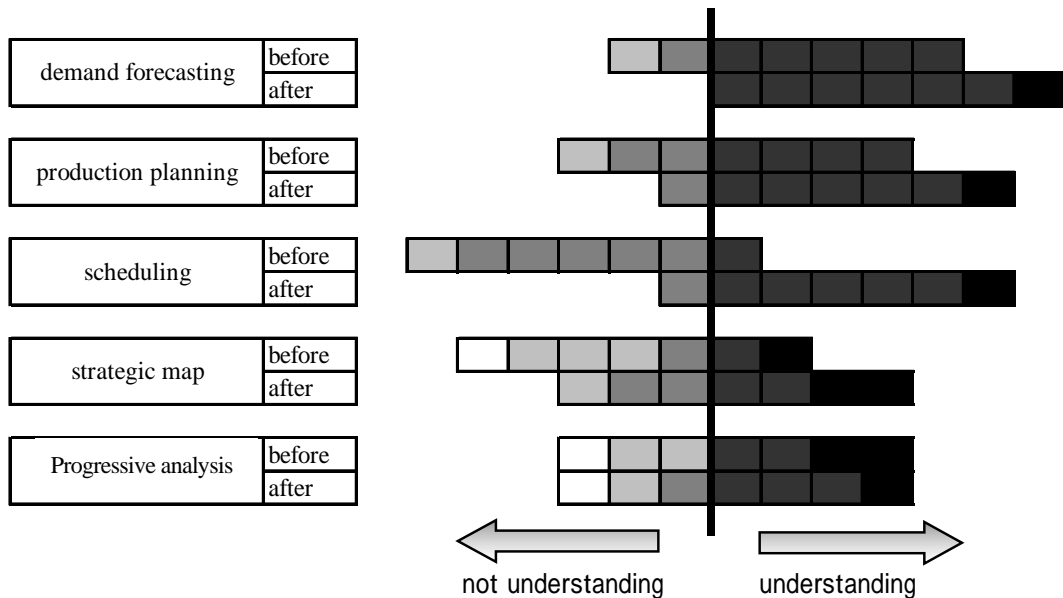 demand forecasting
before
after
production planning
before
after
scheduling
before
after
strategic map
before
after
Progressive analysis
before
after
not understanding
understanding